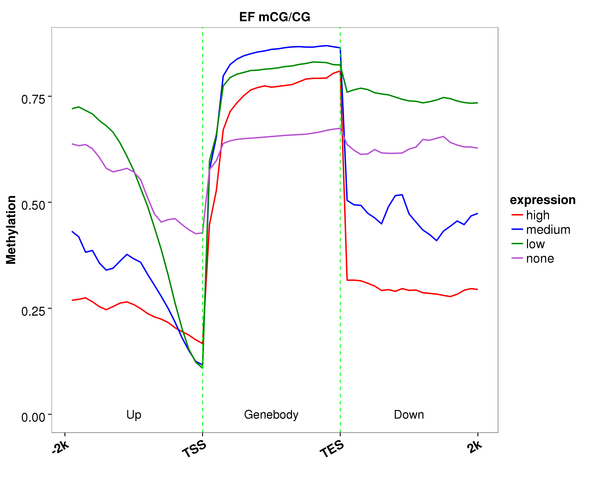 EF mCG/CG
Methylation
0.75
0.50
0.25
0.00
Up
Genebody
Down
-2k
TSS
TES
2k
expression
high
medium
low
none